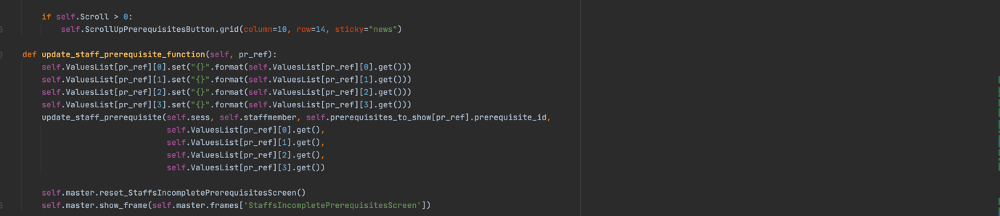 if self.Scroll > 0:
self.ScrollUpPrerequisitesButton.grid(column=10, row=14, sticky="news")
def update_staff_prerequisite_function(self, pr_ref):
self.ValuesList[pr_ref][0].set("{}".format(self.ValuesList[pr_ref][0].get()))
self.ValuesList[pr_ref][1].set("{}".format(self.ValuesList[pr_ref][1].get()))
self.ValuesList[pr_ref][2].set("{}".format(self.ValuesList[pr_ref][2].get()))
self.ValuesList[pr_ref][3].set("{}".format(self.ValuesList[pr_ref][3].get()))
update_staff_prerequisite(self.sess, self.staffmember, self.prerequisites_to_show[pr_ref].prerequisite_id,
self.ValuesList[pr_ref][0].get(),
self.ValuesList[pr_ref][1].get(),
self.ValuesList[pr_ref][2].get(),
self.ValuesList[pr_ref][3].get())
self.master.reset_StaffsIncompletePrerequisitesScreen()
self.master.show_frame(self.master.frames['StaffsIncompletePrerequisitesScreen'])